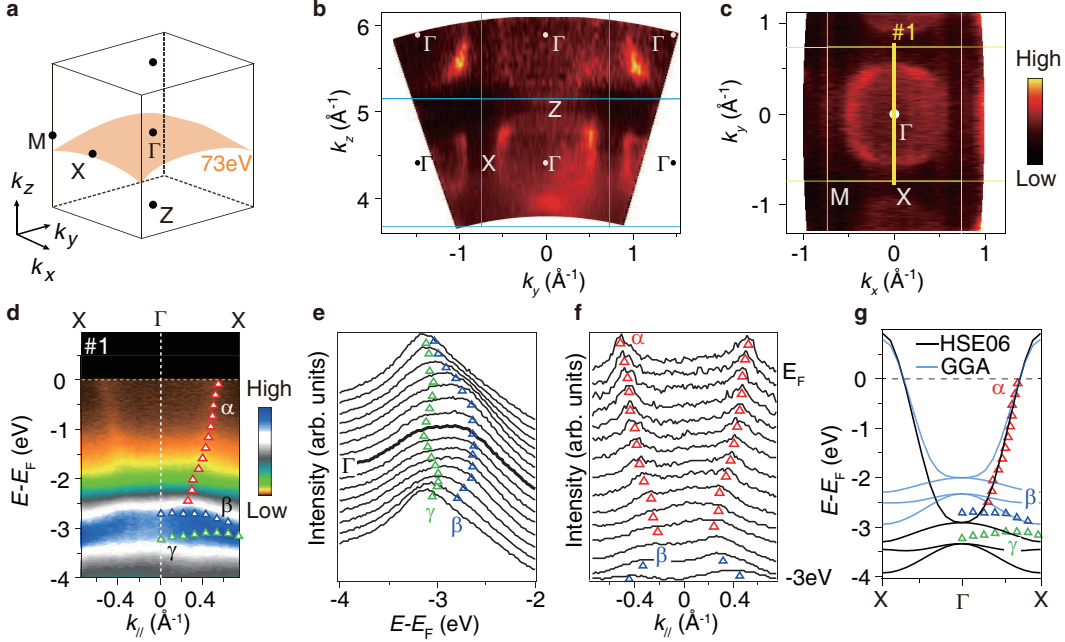 a
M
X
Γ
Z
73eV
kz
ky
kx
b
kz (Å-1)
6
5
4
Γ
Γ
Γ
Z
Γ
X
Γ
Γ
-1
0
1
ky (Å-1)
c
#1
ky (Å-1)
1
0
-1
Γ
M
X
-1
0
1
kx (Å-1)
High
Low
d
X
Γ
X
#1
E-EF (eV)
0
-1
-2
-3
-4
α
β
γ
-0.4
0
0.4
k// (Å-1)
High
Low
e
Intensity (arb. units)
Γ
γ
β
-4
-3
-2
E-EF (eV)
f
Intensity (arb. units)
α
EF
β
-3eV
-0.4
0
0.4
k// (Å-1)
g
HSE06
GGA
E-EF (eV)
0
-1
-2
-3
-4
α
β
γ
X
Γ
X